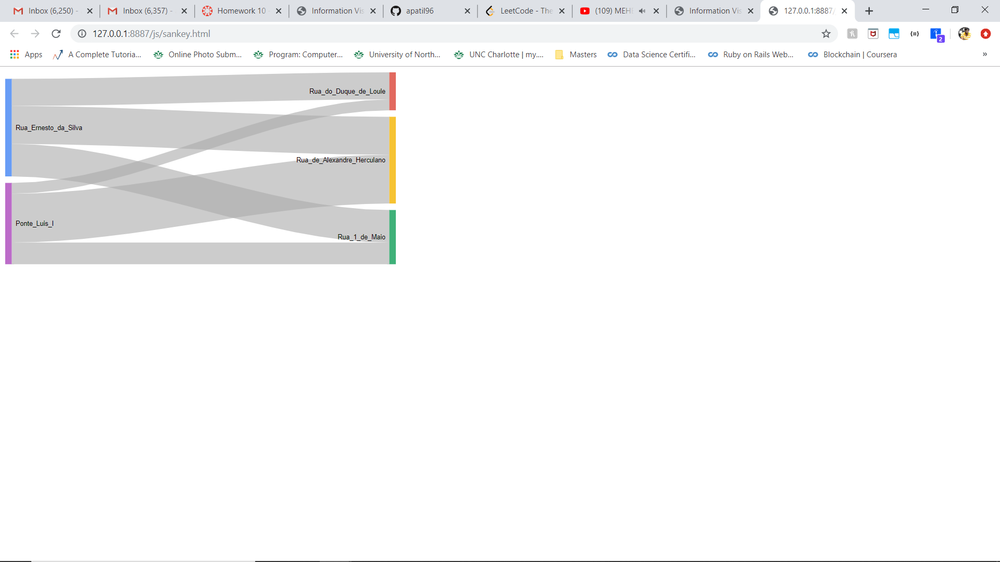 Inbox (6,250) -
Inbox (6,357) -
Homework 10 -
Information Vis
apatil96
LeetCode - The
(109) MEH
Information Vis
127.0.0.1:8887/
127.0.0.1:8887/js/sankey.html
2
Apps
A Complete Tutoria...
Online Photo Subm...
Program: Computer...
University of North...
UNC Charlotte | my....
Masters
Data Science Certifi...
Ruby on Rails Web...
Blockchain | Coursera
»
Rua_do_Duque_de_Loule
Rua_Ernesto_da_Silva
Rua_de_Alexandre_Herculano
Ponte_Luis_I
Rua_1_de_Maio